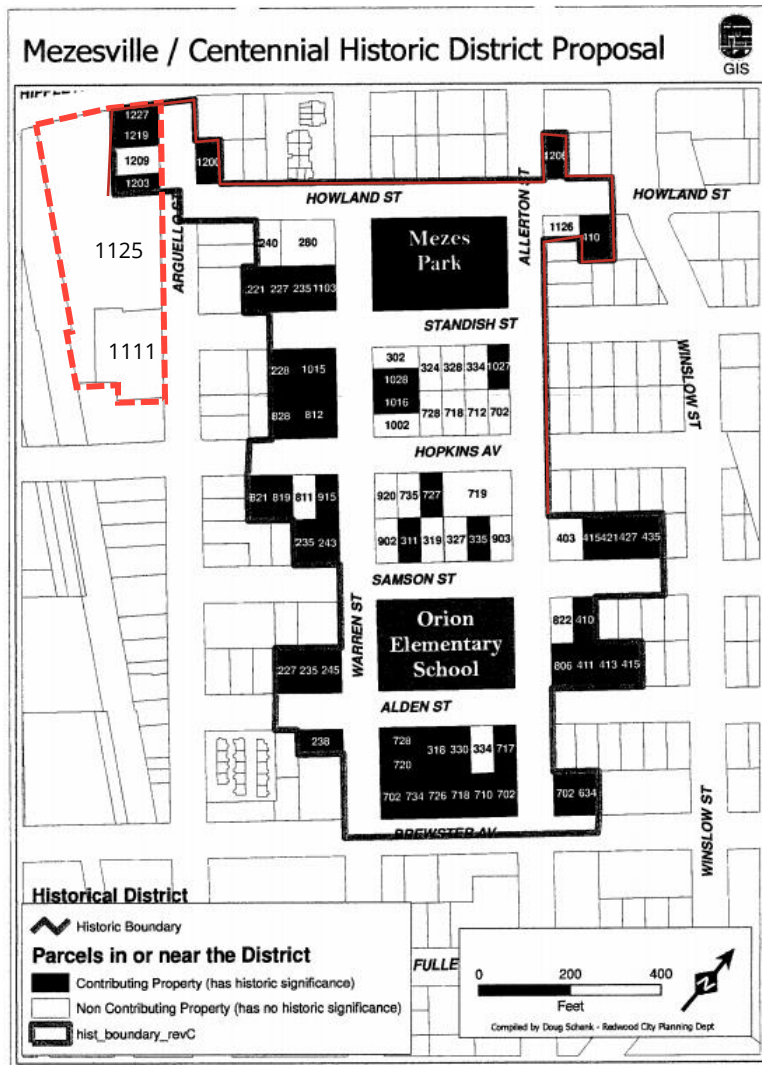 Mezesville / Centennial Historic District Proposal
GIS
1227
1219
1209
1203
1200
1206
HOWLAND ST
HOWLAND ST
ARGUELLO ST
ALLERTON ST
1125
1111
240 280
Mezes
Park
1126
221 227 235 1103
STANDISH ST
WINSLOW ST
228 1015
828 812
302
1028
1016
1002
324 328 334 1027
728 718 712 702
HOPKINS AV
821 819 811 915
235 243
920 735 727 719
902 311 319 327 335 903
403 415 421 427 435
SAMSON ST
WARREN ST
Orion
Elementary
School
822 410
806 411 413 415
227 235 245
ALDEN ST
238
728
720
318 330 334 717
702 734 726 718 710 702
702 634
BREWSTER AV
WINSLOW ST
Historical District
Historic Boundary
Parcels in or near the District
Contributing Property (has historic significance)
Non Contributing Property (has no historic significance)
hist_boundary_revC
FULLE
0 200 400
Feet
N
Compiled by Doug Schenk - Redwood City Planning Dept